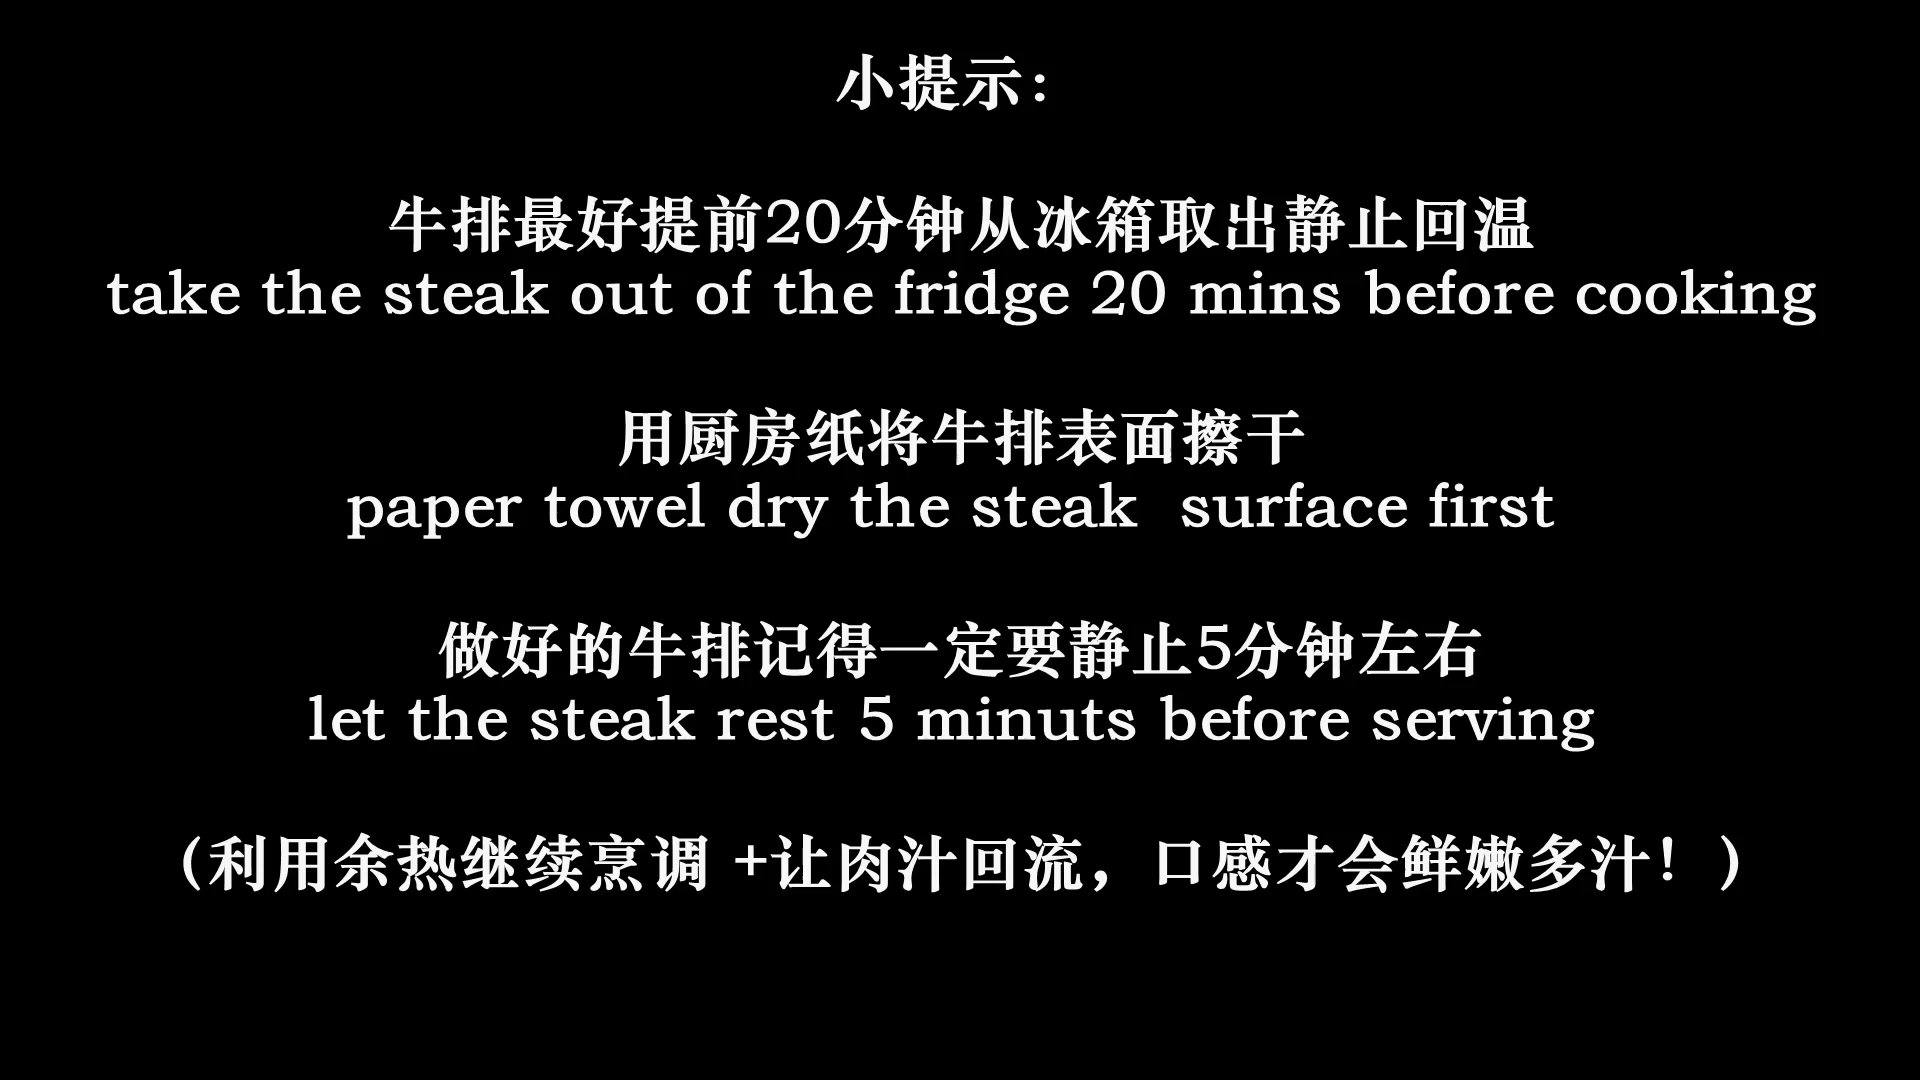 小提示：
牛排最好提前20分钟从冰箱取出静止回温
take the steak out of the fridge 20 mins before cooking
用厨房纸将牛排表面擦干
paper towel dry the steak  surface first
做好的牛排记得一定要静止5分钟左右
let the steak rest 5 minuts before serving
（利用余热继续烹调 +让肉汁回流，口感才会鲜嫩多汁！）